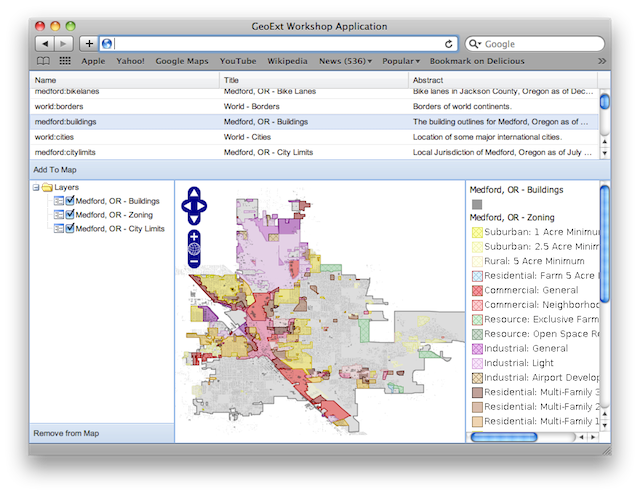 GeoExt Workshop Application
Google
Apple Yahoo! Google Maps YouTube Wikipedia News (536) Popular Bookmark on Delicious
Name Title Abstract
medford:bikelanes Medford, OR - Bike Lanes Bike lanes in Jackson County, Oregon as of Dec...
world:borders World - Borders Borders of world continents.
medford:buildings Medford, OR - Buildings The building outlines for Medford, Oregon as of ...
world:cities World - Cities Location of some major international cities.
medford:citylimits Medford, OR - City Limits Local Jurisdiction of Medford, Oregon as of July ...
Add To Map
Layers
Medford, OR - Buildings
Medford, OR - Zoning
Medford, OR - City Limits
Remove from Map
Medford, OR - Buildings
Medford, OR - Zoning
Suburban: 1 Acre Minimum
Suburban: 2.5 Acre Minimu
Rural: 5 Acre Minimum
Residential: Farm 5 Acre
Commercial: General
Commercial: Neighborhoo
Resource: Exclusive Farm
Resource: Open Space Re
Industrial: General
Industrial: Light
Industrial: Airport Develop
Residential: Multi-Family 3
Residential: Multi-Family 2
Residential: Multi-Family 1